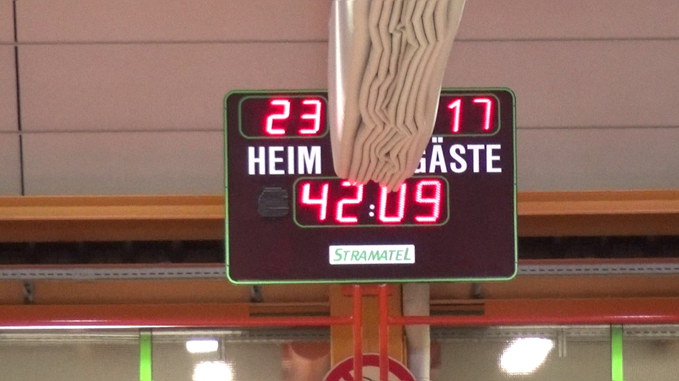 23 17
HEIM GÄSTE
42:09
STRAMATEL